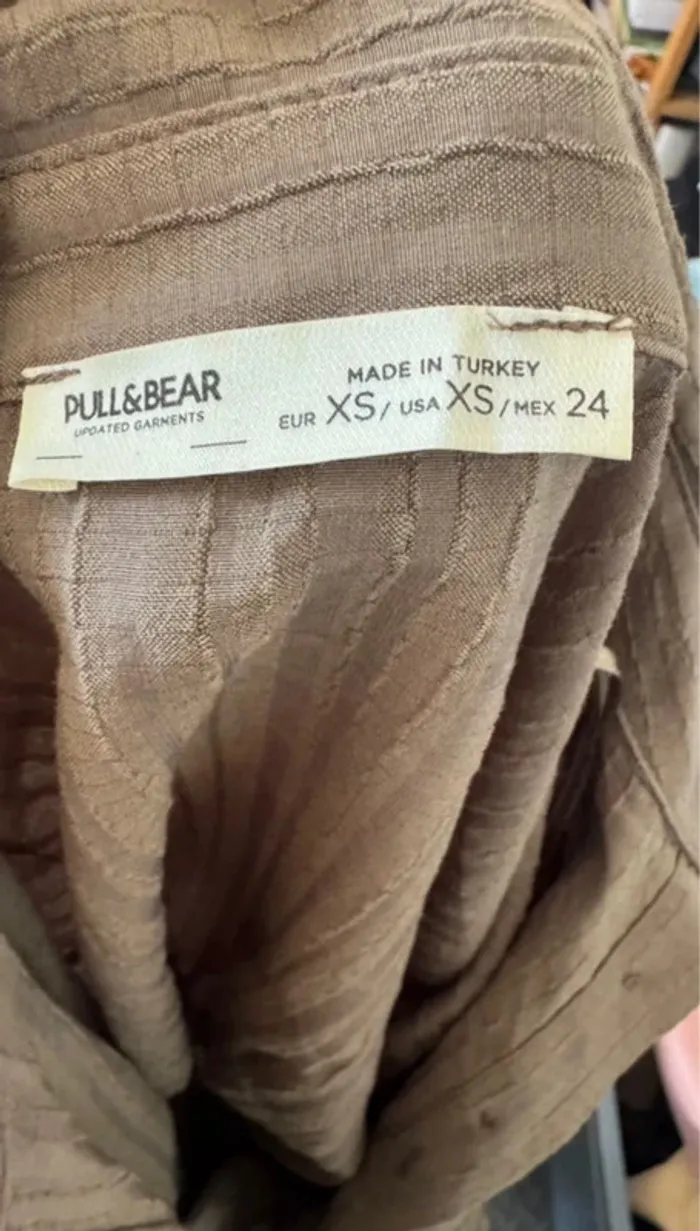 PULL&BEAR
UPDATED GARMENTS
MADE IN TURKEY
EUR XS / USA XS / MEX 24